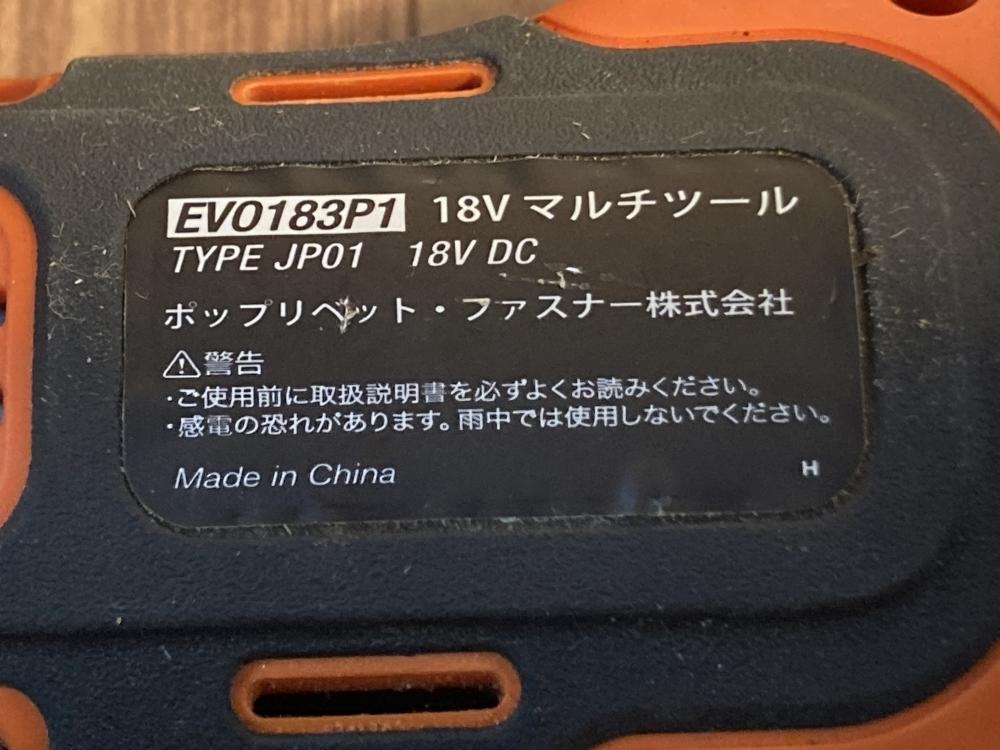 EVO183P1 18V マルチツール
TYPE JP01 18V DC
ポップリベット・ファスナー株式会社
⚠警告
・ご使用前に取扱説明書を必ずよくお読みください。
・感電の恐れがあります。雨中では使用しないでください。
Made in China H